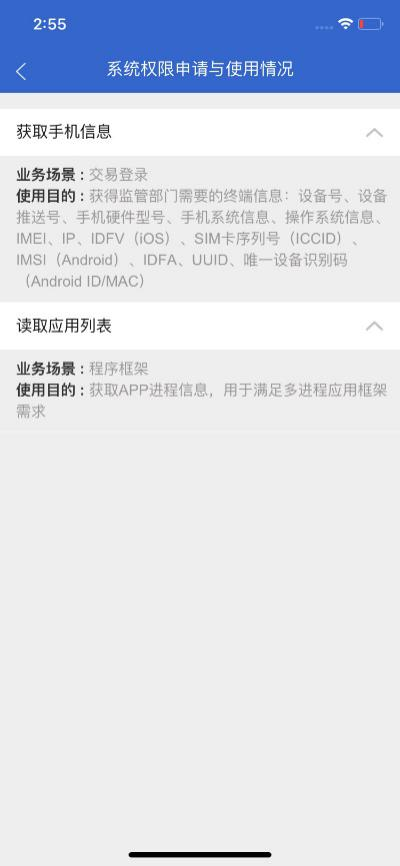 2:55
系统权限申请与使用情况
获取手机信息
业务场景：交易登录
使用目的：获得监管部门需要的终端信息：设备号、设备
推送号、手机硬件型号、手机系统信息、操作系统信息、
IMEI、IP、IDFV（iOS）、SIM卡序列号（ICCID）、
IMSI（Android）、IDFA、UUID、唯一设备识别码
（Android ID/MAC）
读取应用列表
业务场景：程序框架
使用目的：获取APP进程信息，用于满足多进程应用框架
需求